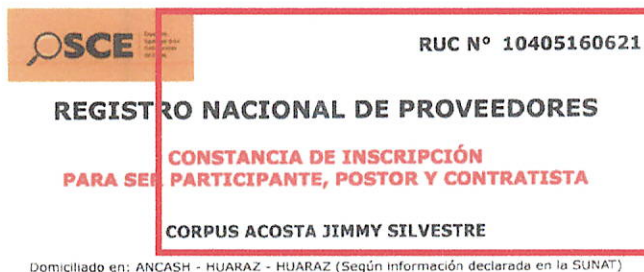 OSCE
RUC Nº 10405160621
REGISTRO NACIONAL DE PROVEEDORES
CONSTANCIA DE INSCRIPCIÓN
PARA SER PARTICIPANTE, POSTOR Y CONTRATISTA
CORPUS ACOSTA JIMMY SILVESTRE
Domiciliado en: ANCASH - HUARAZ - HUARAZ (Según información declarada en la SUNAT)